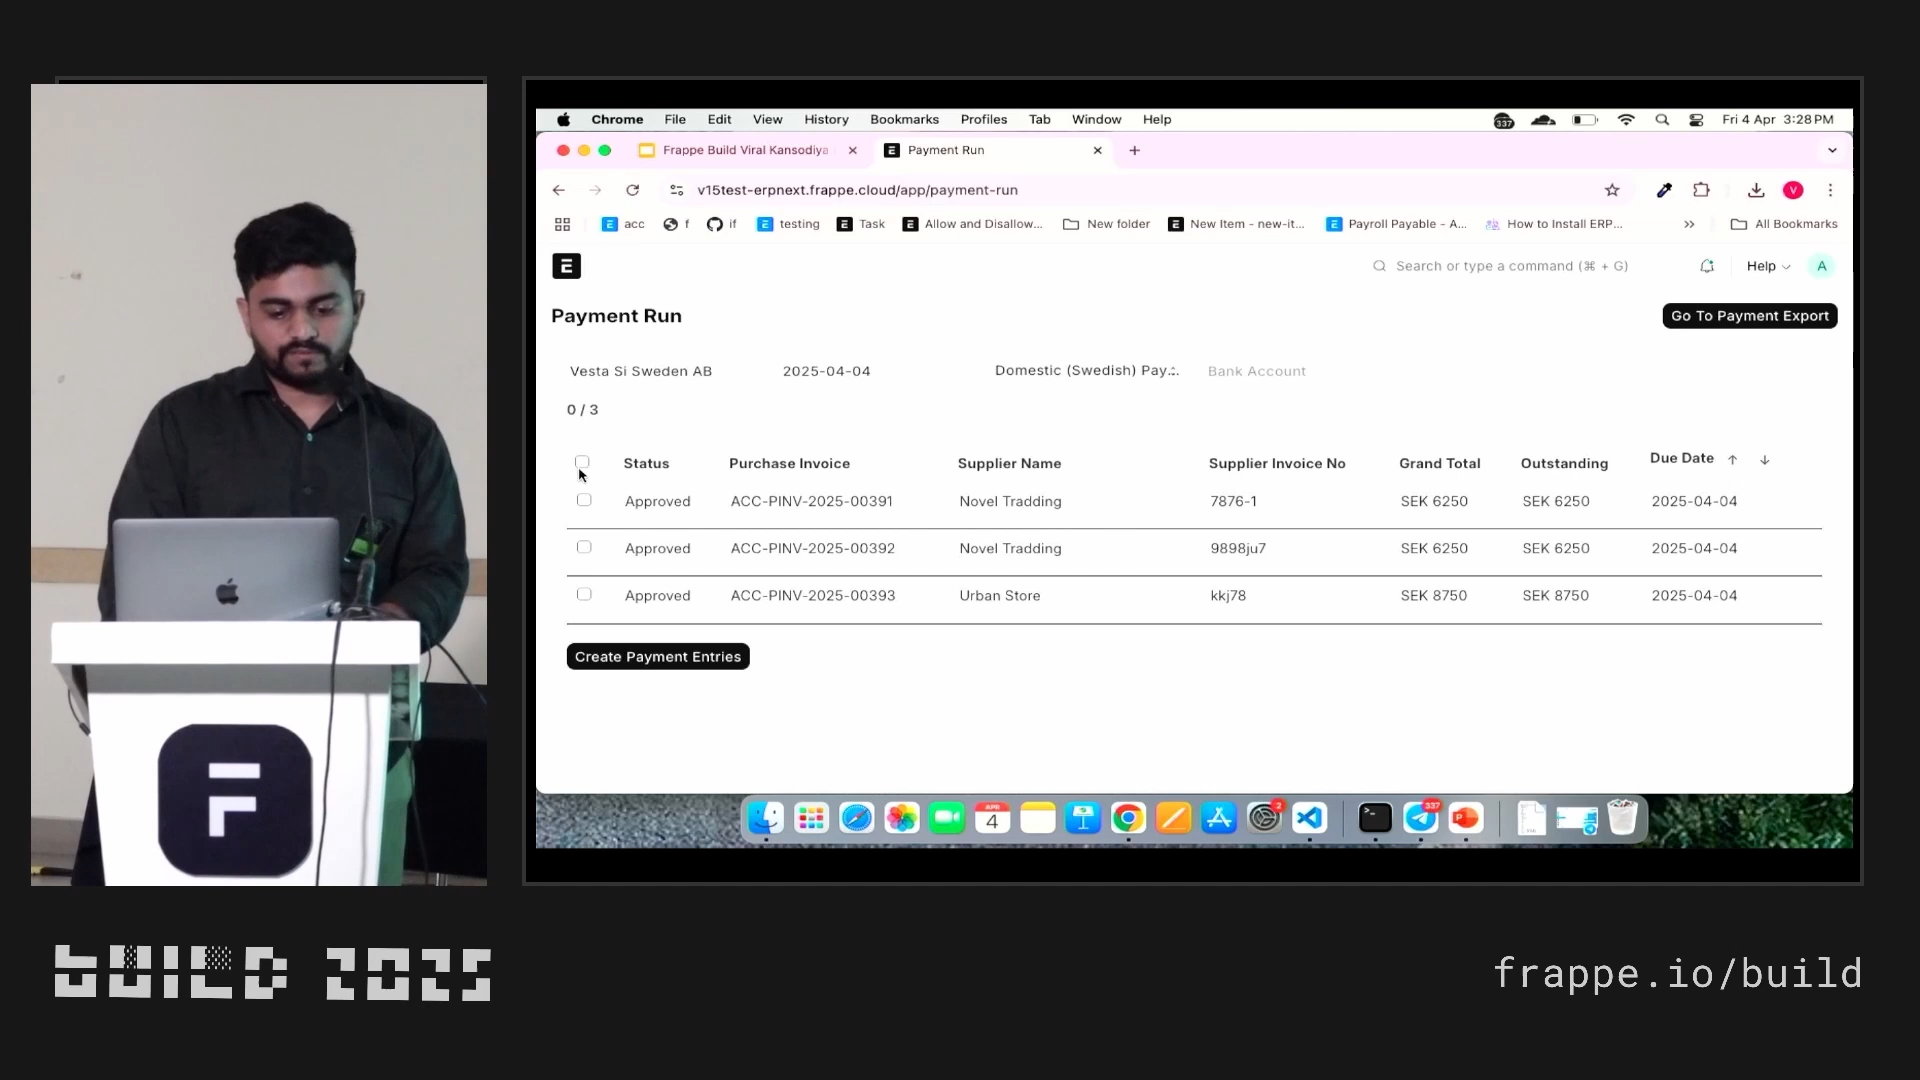 Chrome File Edit View History Bookmarks Profiles Tab Window Help 337 Fri 4 Apr 3:28 PM
Frappe Build Viral Kansodiya Payment Run
v15test-erpnext.frappe.cloud/app/payment-run V
acc f if testing Task Allow and Disallow... New folder New Item - new-it... Payroll Payable - A... How to Install ERP... All Bookmarks
Search or type a command (⌘ + G) Help A
Payment Run Go To Payment Export
Vesta Si Sweden AB 2025-04-04 Domestic (Swedish) Pay... Bank Account
0 / 3
Status Purchase Invoice Supplier Name Supplier Invoice No Grand Total Outstanding Due Date ↑ ↓
Approved ACC-PINV-2025-00391 Novel Tradding 7876-1 SEK 6250 SEK 6250 2025-04-04
Approved ACC-PINV-2025-00392 Novel Tradding 9898ju7 SEK 6250 SEK 6250 2025-04-04
Approved ACC-PINV-2025-00393 Urban Store kkj78 SEK 8750 SEK 8750 2025-04-04
Create Payment Entries
APR 4 2 337
BUILD 2025
frappe.io/build